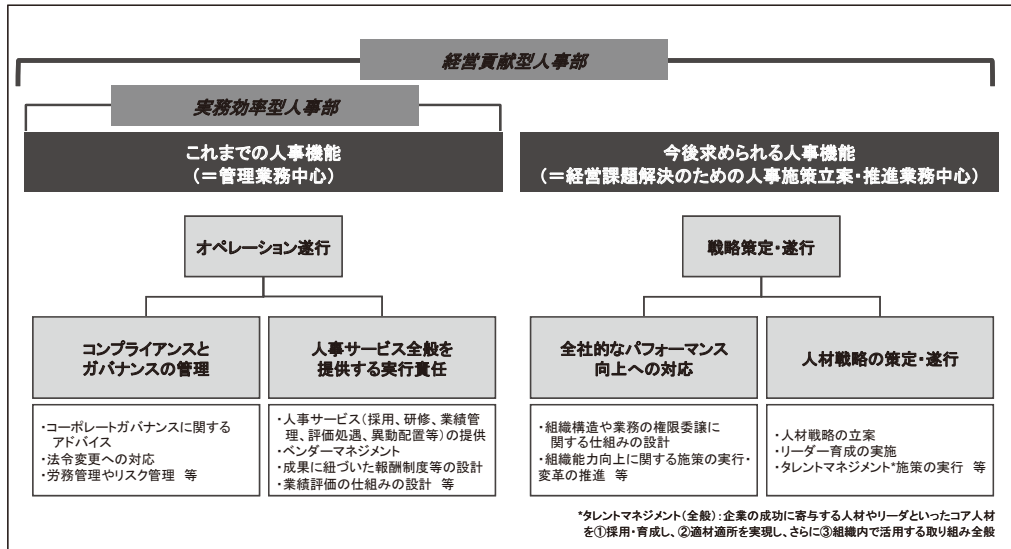 経営貢献型人事部
実務効率型人事部
これまでの人事機能
（＝管理業務中心）
今後求められる人事機能
（＝経営課題解決のための人事施策立案・推進業務中心）
オペレーション遂行
戦略策定・遂行
コンプライアンスと
ガバナンスの管理
人事サービス全般を
提供する実行責任
全社的なパフォーマンス
向上への対応
人材戦略の策定・遂行
・コーポレートガバナンスに関する
アドバイス
・法令変更への対応
・労務管理やリスク管理 等
・人事サービス（採用、研修、業績管
理、評価処遇、異動配置等）の提供
・ベンダーマネジメント
・成果に紐づいた報酬制度等の設計
・業績評価の仕組みの設計 等
・組織構造や業務の権限委譲に
関する仕組みの設計
・組織能力向上に関する施策の実行・
変革の推進 等
・人材戦略の立案
・リーダー育成の実施
・タレントマネジメント*施策の実行 等
*タレントマネジメント（全般）：企業の成功に寄与する人材やリーダといったコア人材
を①採用・育成し、②適材適所を実現し、さらに③組織内で活用する取り組み全般